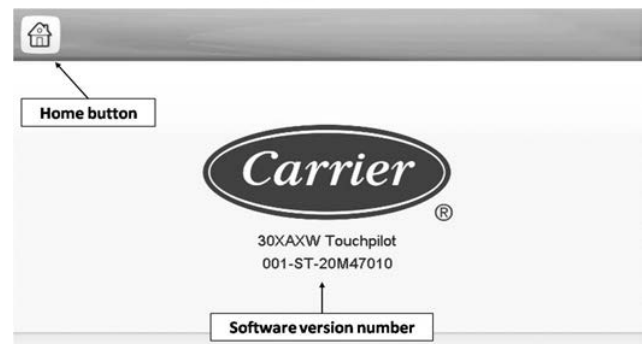 Home button
Carrier
®
30XAXW Touchpilot
001-ST-20M47010
Software version number